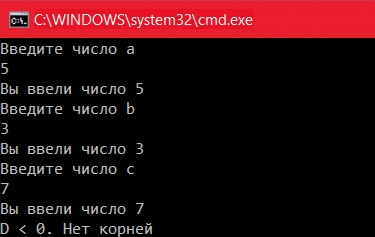 C:\WINDOWS\system32\cmd.exe
Введите число a
5
Вы ввели число 5
Введите число b
3
Вы ввели число 3
Введите число c
7
Вы ввели число 7
D < 0. Нет корней